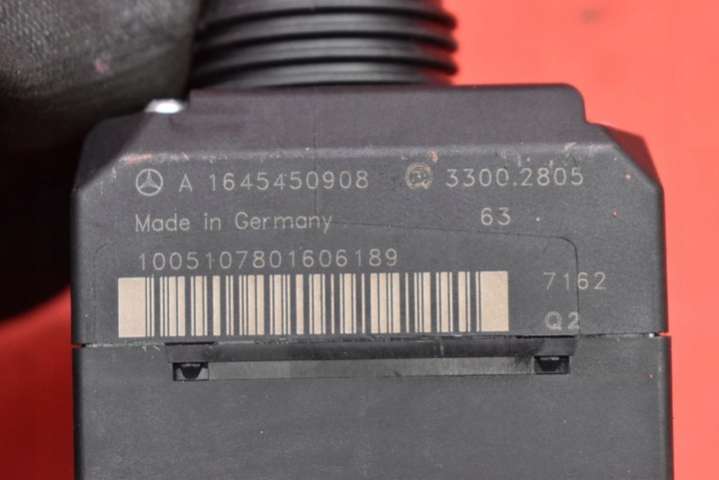 A 1645450908 3300.2805
Made in Germany 63
1005107801606189
7162
Q2